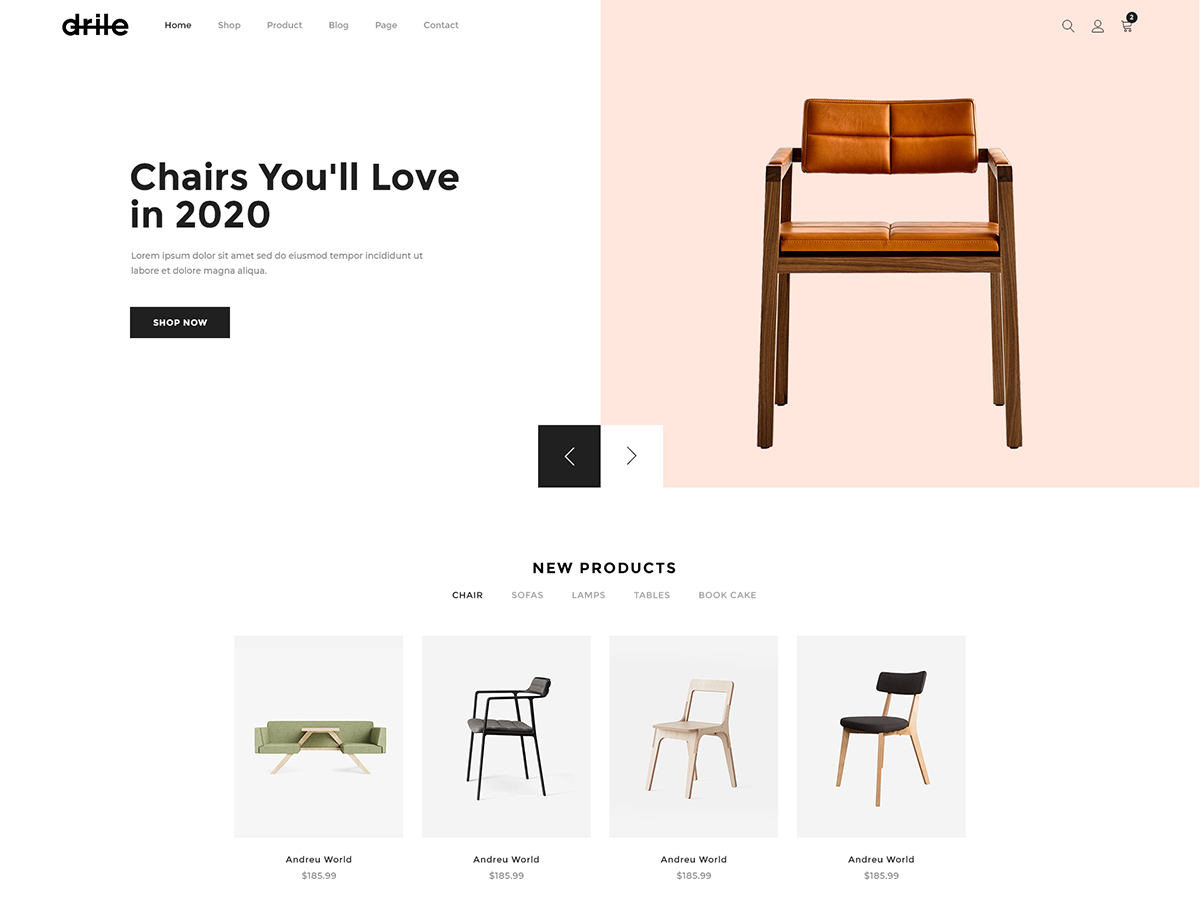 drile
Home Shop Product Blog Page Contact
2
Chairs You'll Love
in 2020
Lorem ipsum dolor sit amet sed do eiusmod tempor incididunt ut
labore et dolore magna aliqua.
SHOP NOW
NEW PRODUCTS
CHAIR SOFAS LAMPS TABLES BOOK CAKE
Andreu World Andreu World Andreu World Andreu World
$185.99 $185.99 $185.99 $185.99